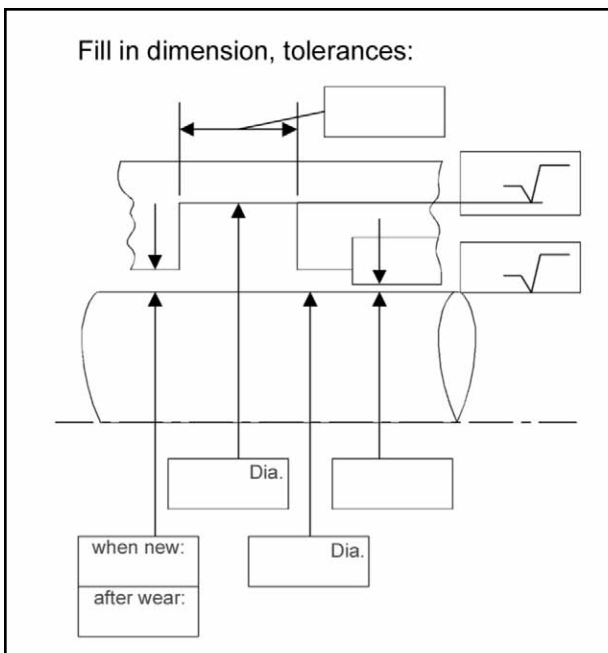 Fill in dimension, tolerances:
Dia.
when new:
Dia.
after wear: